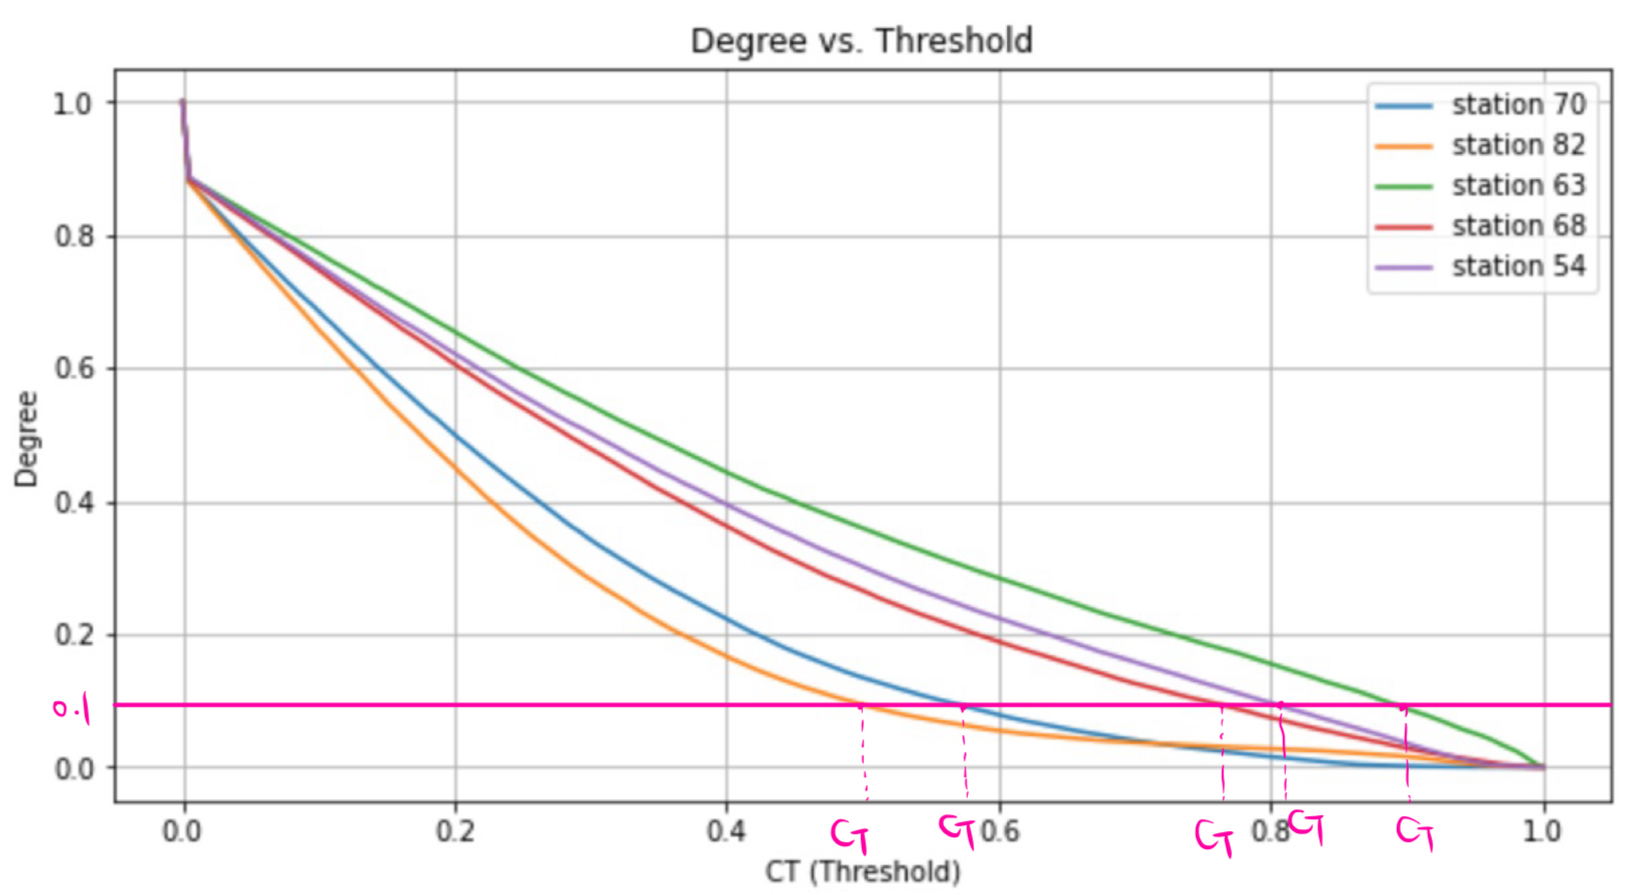 Degree vs. Threshold
1.0
0.8
0.6
0.4
0.2
0.1
0.0
Degree
station 70
station 82
station 63
station 68
station 54
0.0 0.2 0.4 0.6 0.8 1.0
CT CT CT CT CT
CT (Threshold)